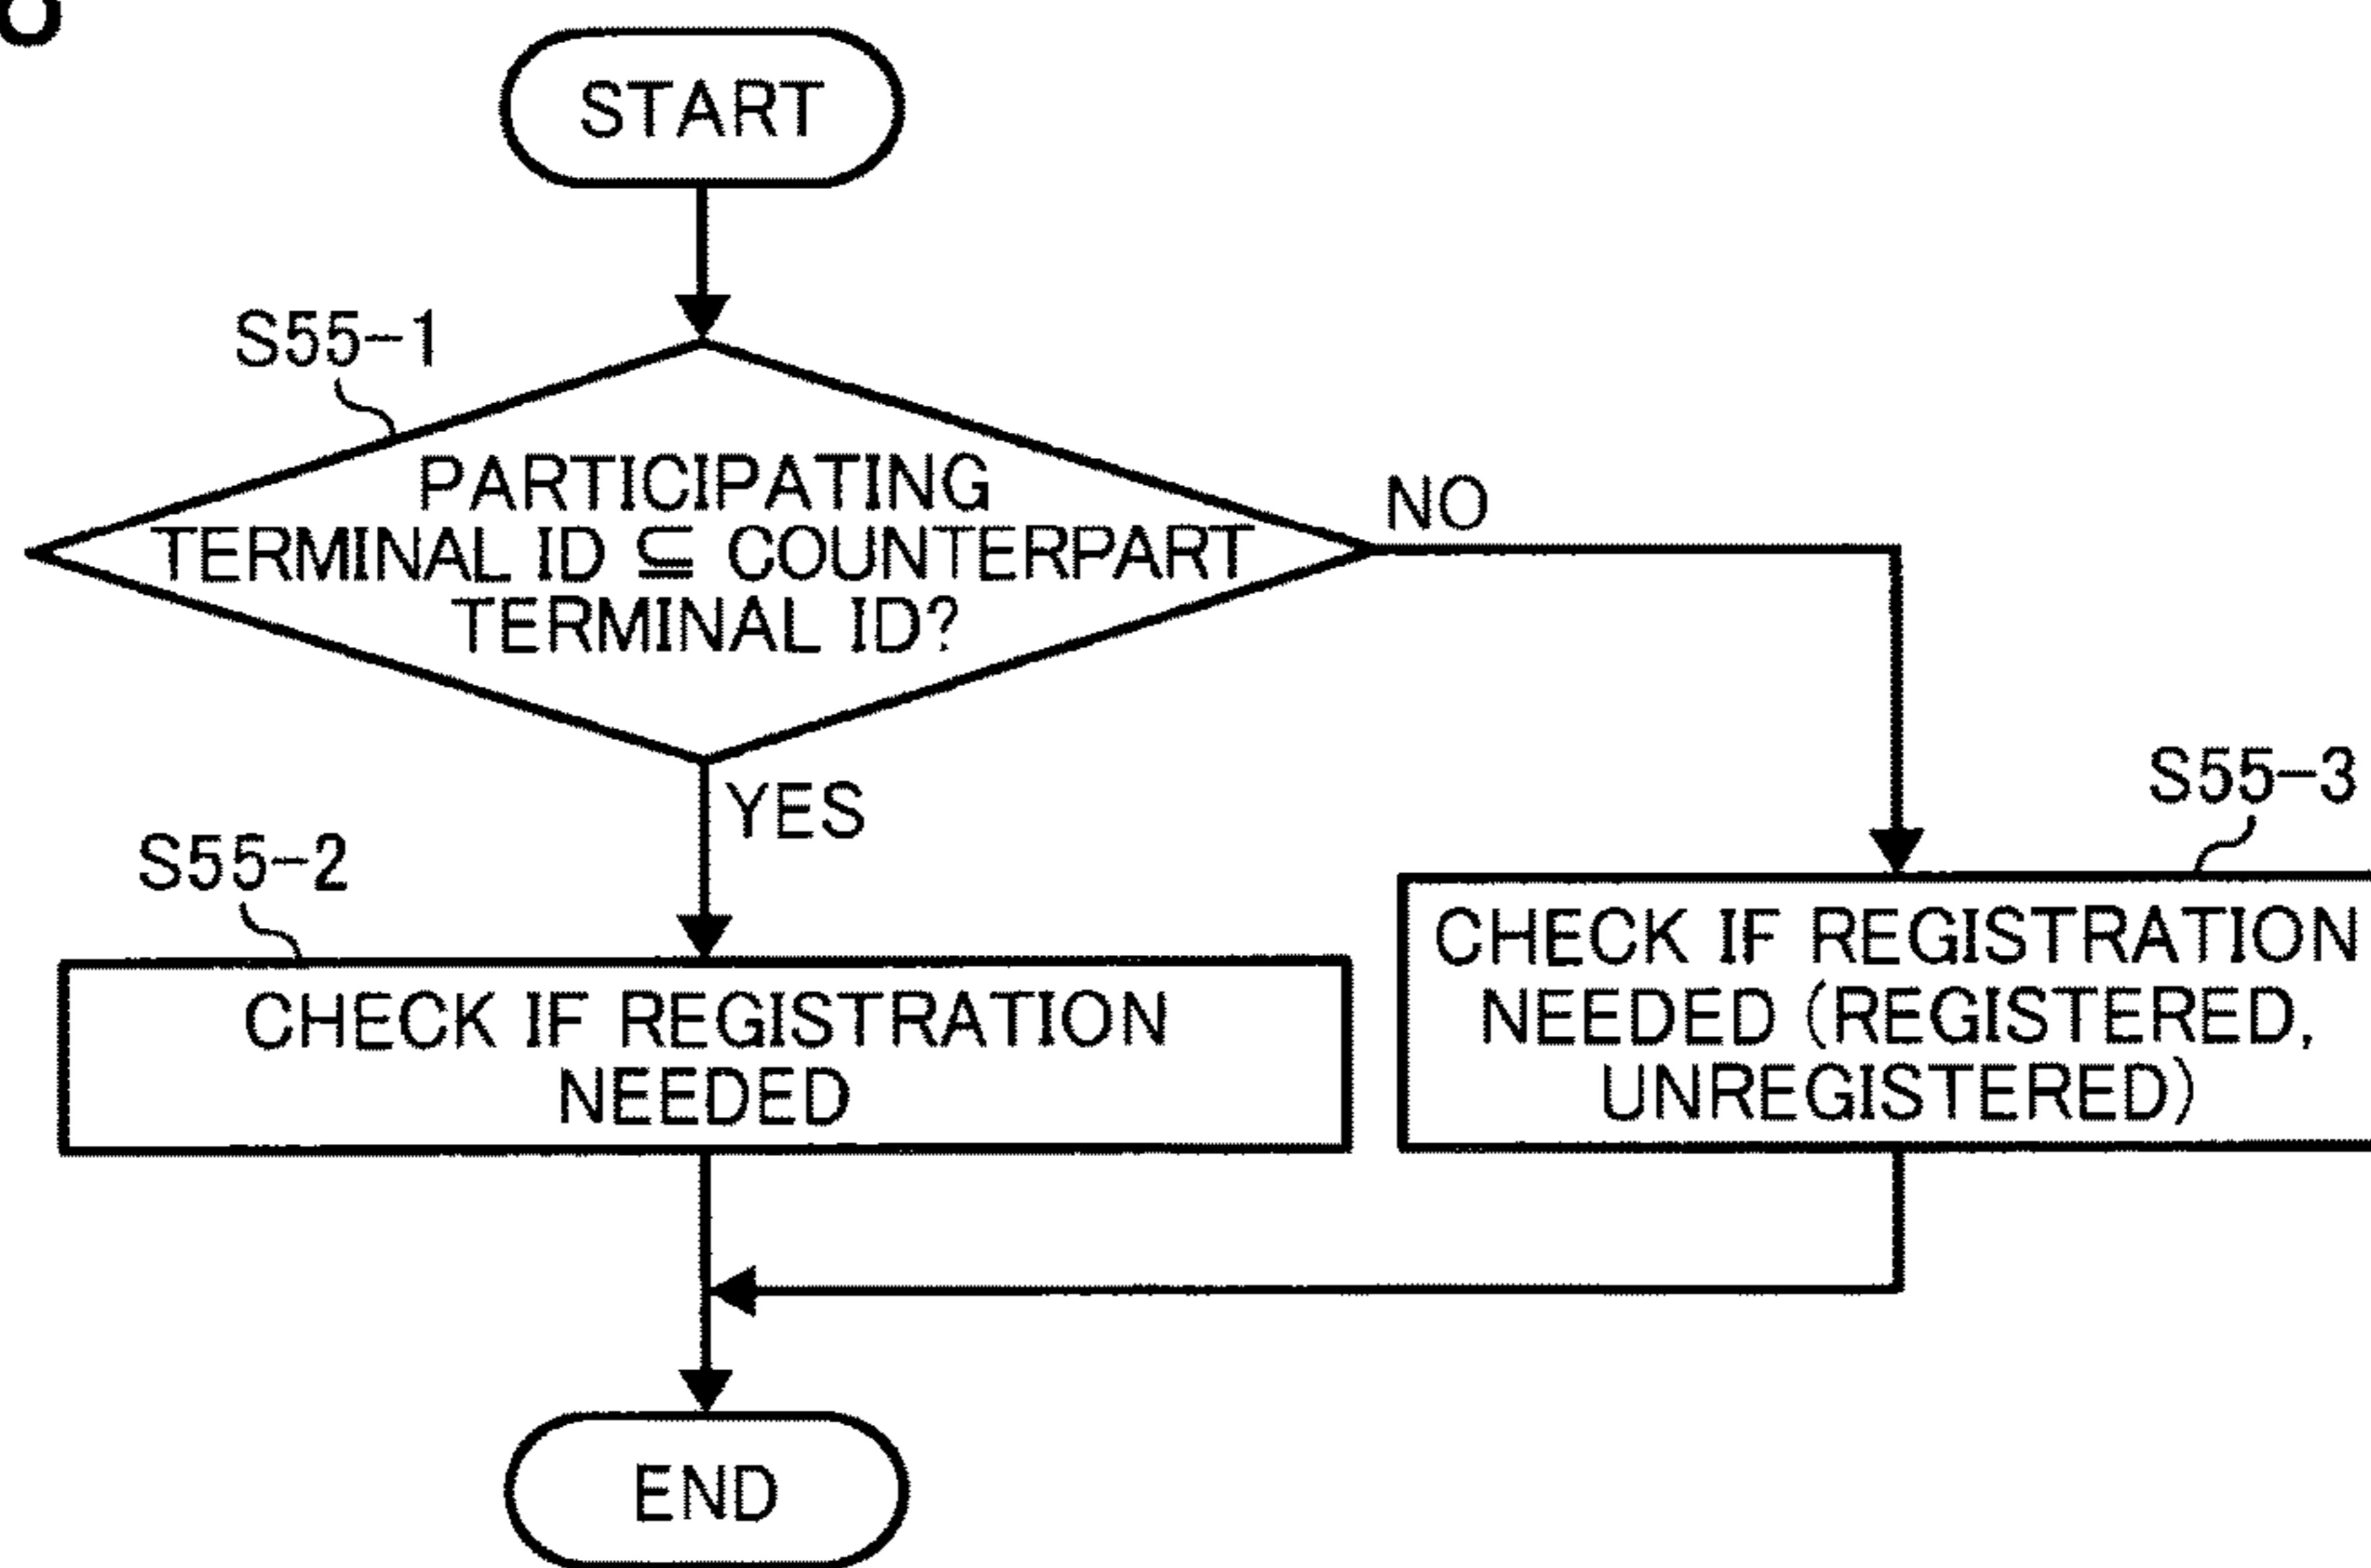 START
S55-1
PARTICIPATING
TERMINAL ID ⊆ COUNTERPART
TERMINAL ID?
NO
YES
S55-2
CHECK IF REGISTRATION
NEEDED
S55-3
CHECK IF REGISTRATION
NEEDED (REGISTERED,
UNREGISTERED)
END